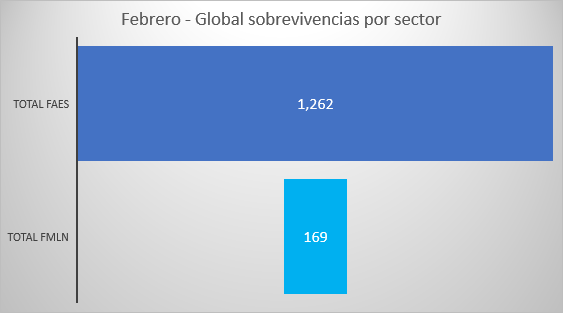 Febrero - Global sobrevivencias por sector
TOTAL FAES
1,262
TOTAL FMLN
169